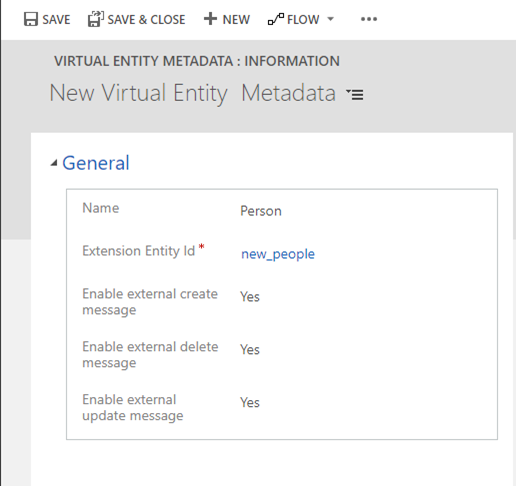 SAVE SAVE & CLOSE NEW FLOW
VIRTUAL ENTITY METADATA : INFORMATION
New Virtual Entity Metadata
General
Name Person
Extension Entity Id * new_people
Enable external create
message Yes
Enable external delete
message Yes
Enable external
update message Yes